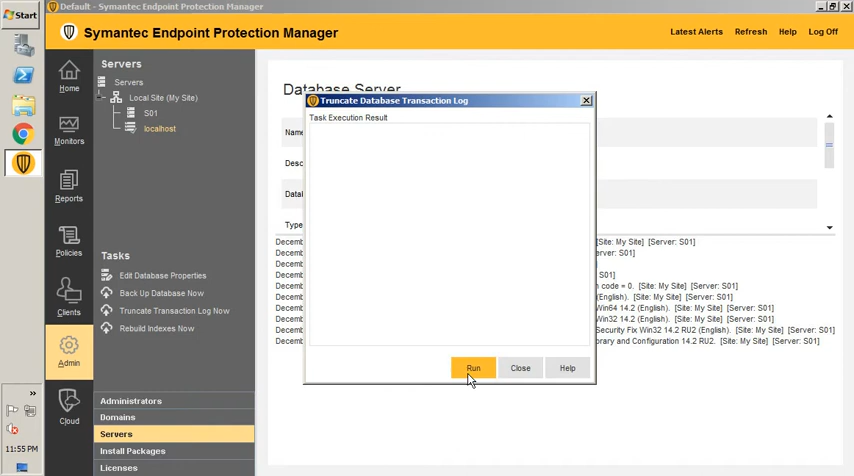 Start
Default - Symantec Endpoint Protection Manager
Symantec Endpoint Protection Manager
Latest Alerts Refresh Help Log Off
Home
Monitors
Reports
Policies
Clients
Admin
Cloud
Servers
Servers
Local Site (My Site)
S01
localhost
Tasks
Edit Database Properties
Back Up Database Now
Truncate Transaction Log Now
Rebuild Indexes Now
Administrators
Domains
Servers
Install Packages
Licenses
Database Server
Truncate Database Transaction Log
Task Execution Result
Run Close Help
Type
[Site: My Site] [Server: S01]
[Site: My Site] [Server: S01]
(English). [Site: My Site] [Server: S01]
Win64 14.2 (English). [Site: My Site] [Server: S01]
Win32 14.2 (English). [Site: My Site] [Server: S01]
Security Fix Win32 14.2 RU2 (English). [Site: My Site] [Server: S01]
and Configuration 14.2 RU2. [Site: My Site] [Server: S01]
11:55 PM